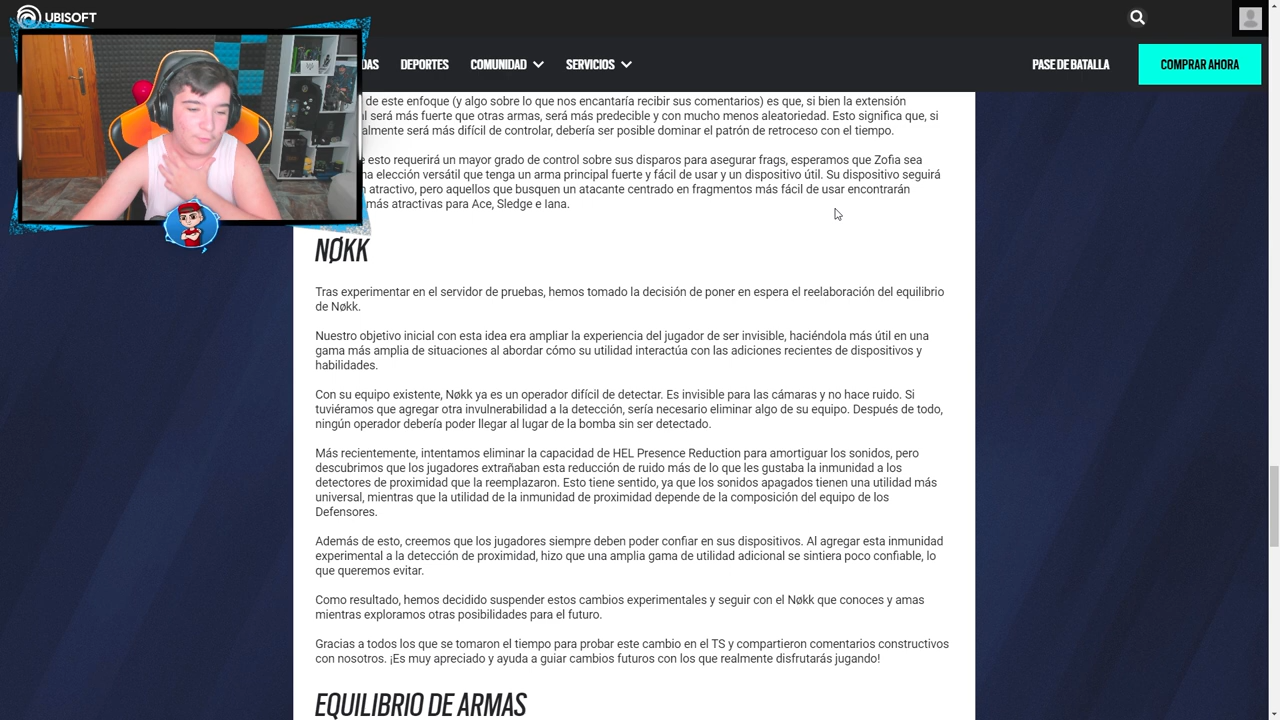 UBISOFT
DAS DEPORTES COMUNIDAD SERVICIOS PASE DE BATALLA COMPRAR AHORA
de este enfoque (y algo sobre lo que nos encantaría recibir sus comentarios) es que, si bien la extensión
l será más fuerte que otras armas, será más predecible y con mucho menos aleatoriedad. Esto significa que, si
almente será más difícil de controlar, debería ser posible dominar el patrón de retroceso con el tiempo.
e esto requerirá un mayor grado de control sobre sus disparos para asegurar frags, esperamos que Zofia sea
na elección versátil que tenga un arma principal fuerte y fácil de usar y un dispositivo útil. Su dispositivo seguirá
n atractivo, pero aquellos que busquen un atacante centrado en fragmentos más fácil de usar encontrarán
más atractivas para Ace, Sledge e Iana.
NØKK
Tras experimentar en el servidor de pruebas, hemos tomado la decisión de poner en espera el reelaboración del equilibrio
de Nøkk.
Nuestro objetivo inicial con esta idea era ampliar la experiencia del jugador de ser invisible, haciéndola más útil en una
gama más amplia de situaciones al abordar cómo su utilidad interactúa con las adiciones recientes de dispositivos y
habilidades.
Con su equipo existente, Nøkk ya es un operador difícil de detectar. Es invisible para las cámaras y no hace ruido. Si
tuviéramos que agregar otra invulnerabilidad a la detección, sería necesario eliminar algo de su equipo. Después de todo,
ningún operador debería poder llegar al lugar de la bomba sin ser detectado.
Más recientemente, intentamos eliminar la capacidad de HEL Presence Reduction para amortiguar los sonidos, pero
descubrimos que los jugadores extrañaban esta reducción de ruido más de lo que les gustaba la inmunidad a los
detectores de proximidad que la reemplazaron. Esto tiene sentido, ya que los sonidos apagados tienen una utilidad más
universal, mientras que la utilidad de la inmunidad de proximidad depende de la composición del equipo de los
Defensores.
Además de esto, creemos que los jugadores siempre deben poder confiar en sus dispositivos. Al agregar esta inmunidad
experimental a la detección de proximidad, hizo que una amplia gama de utilidad adicional se sintiera poco confiable, lo
que queremos evitar.
Como resultado, hemos decidido suspender estos cambios experimentales y seguir con el Nøkk que conoces y amas
mientras exploramos otras posibilidades para el futuro.
Gracias a todos los que se tomaron el tiempo para probar este cambio en el TS y compartieron comentarios constructivos
con nosotros. ¡Es muy apreciado y ayuda a guiar cambios futuros con los que realmente disfrutarás jugando!
EQUILIBRIO DE ARMAS